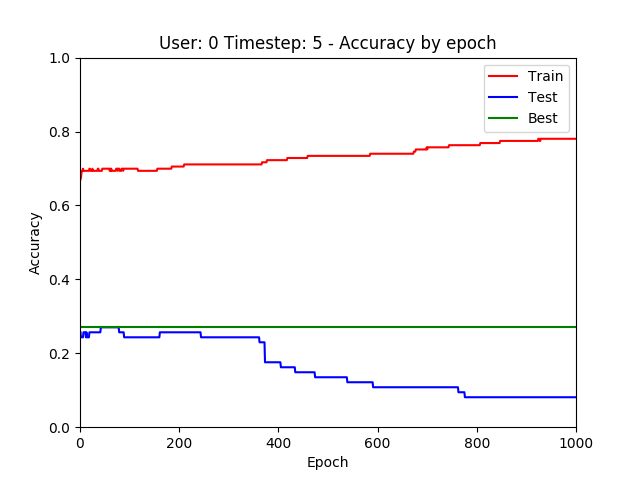 User: 0 Timestep: 5 - Accuracy by epoch
1.0
0.8
0.6
0.4
0.2
0.0
Accuracy
Train
Test
Best
0 200 400 600 800 1000
Epoch